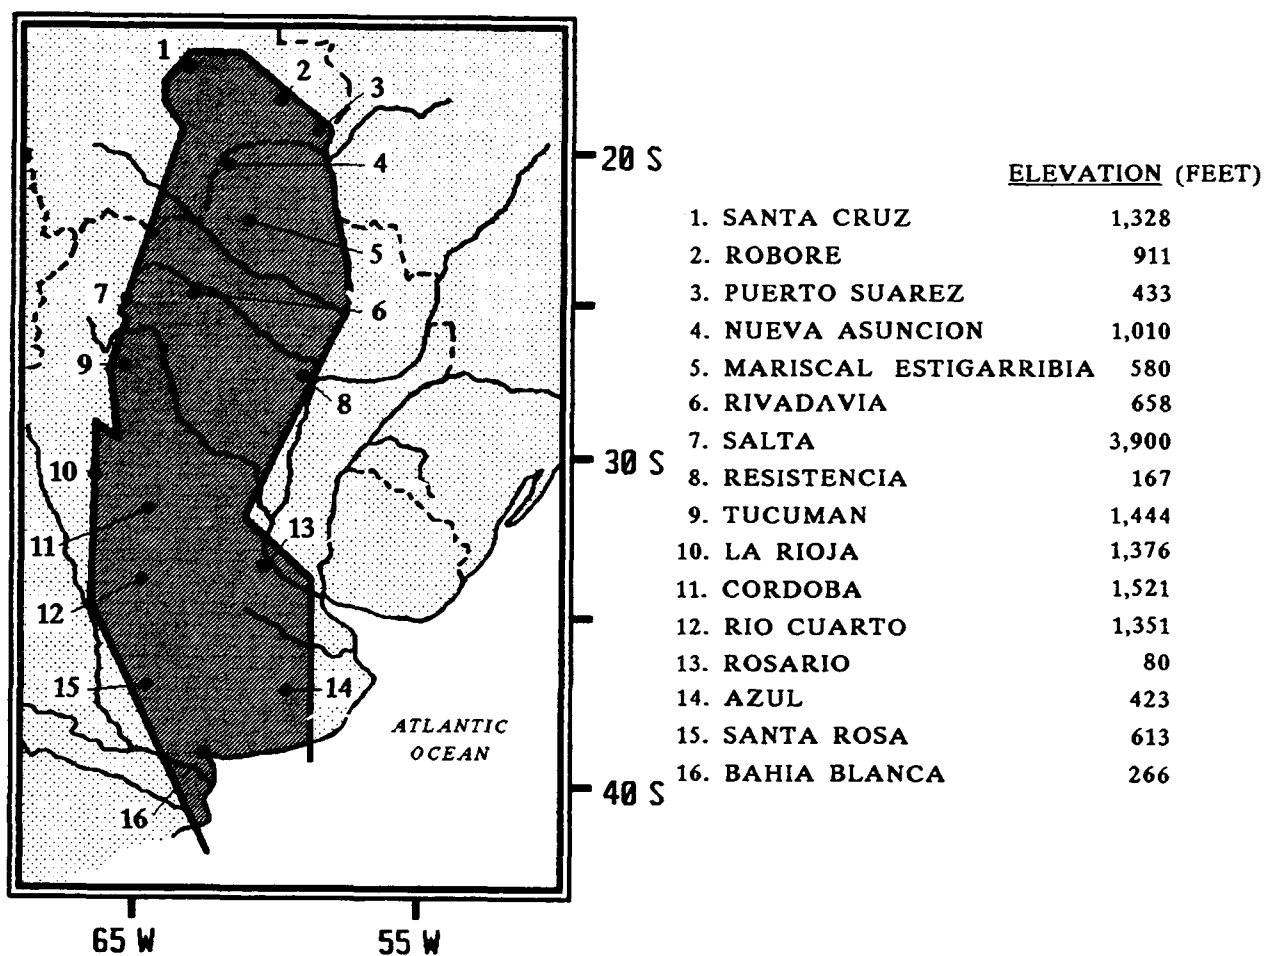 1
2
3
4
5
6
7
8
9
10
11
12
13
14
15
16
ATLANTIC
OCEAN
20 S
30 S
40 S
65 W
55 W
ELEVATION (FEET)
1. SANTA CRUZ 1,328
2. ROBORE 911
3. PUERTO SUAREZ 433
4. NUEVA ASUNCION 1,010
5. MARISCAL ESTIGARRIBIA 580
6. RIVADAVIA 658
7. SALTA 3,900
8. RESISTENCIA 167
9. TUCUMAN 1,444
10. LA RIOJA 1,376
11. CORDOBA 1,521
12. RIO CUARTO 1,351
13. ROSARIO 80
14. AZUL 423
15. SANTA ROSA 613
16. BAHIA BLANCA 266